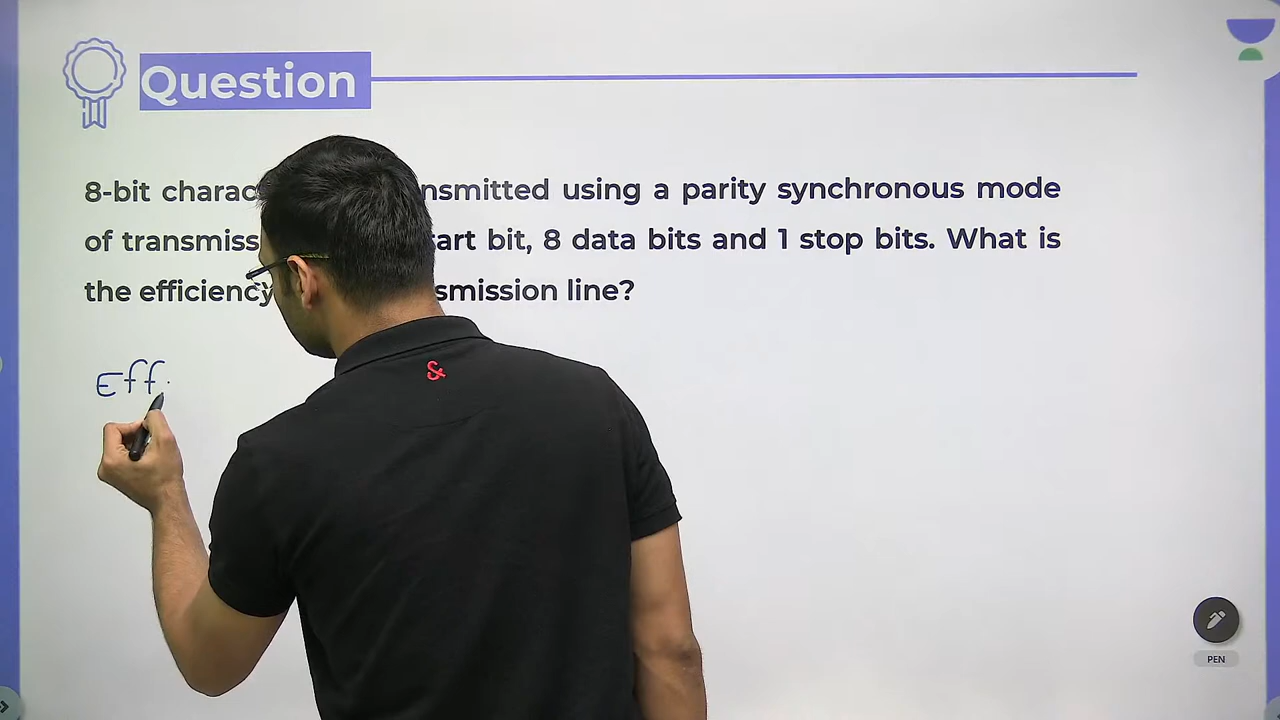 Question
8-bit charac nsmitted using a parity synchronous mode
of transmiss art bit, 8 data bits and 1 stop bits. What is
the efficiency smission line?
Eff
&
PEN